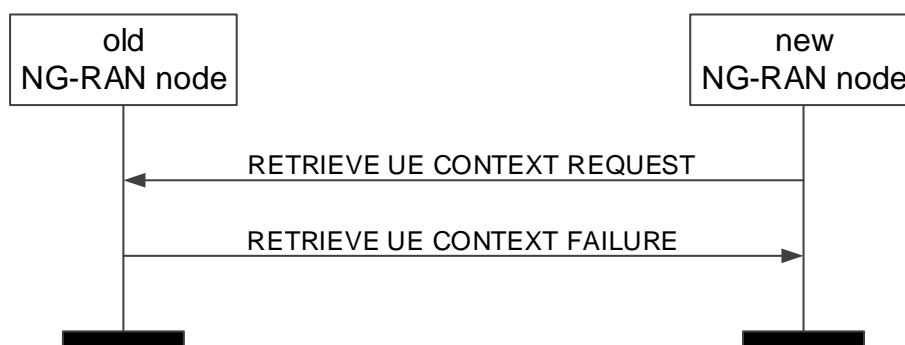 old
NG-RAN node
new
NG-RAN node
RETRIEVE UE CONTEXT REQUEST
RETRIEVE UE CONTEXT FAILURE